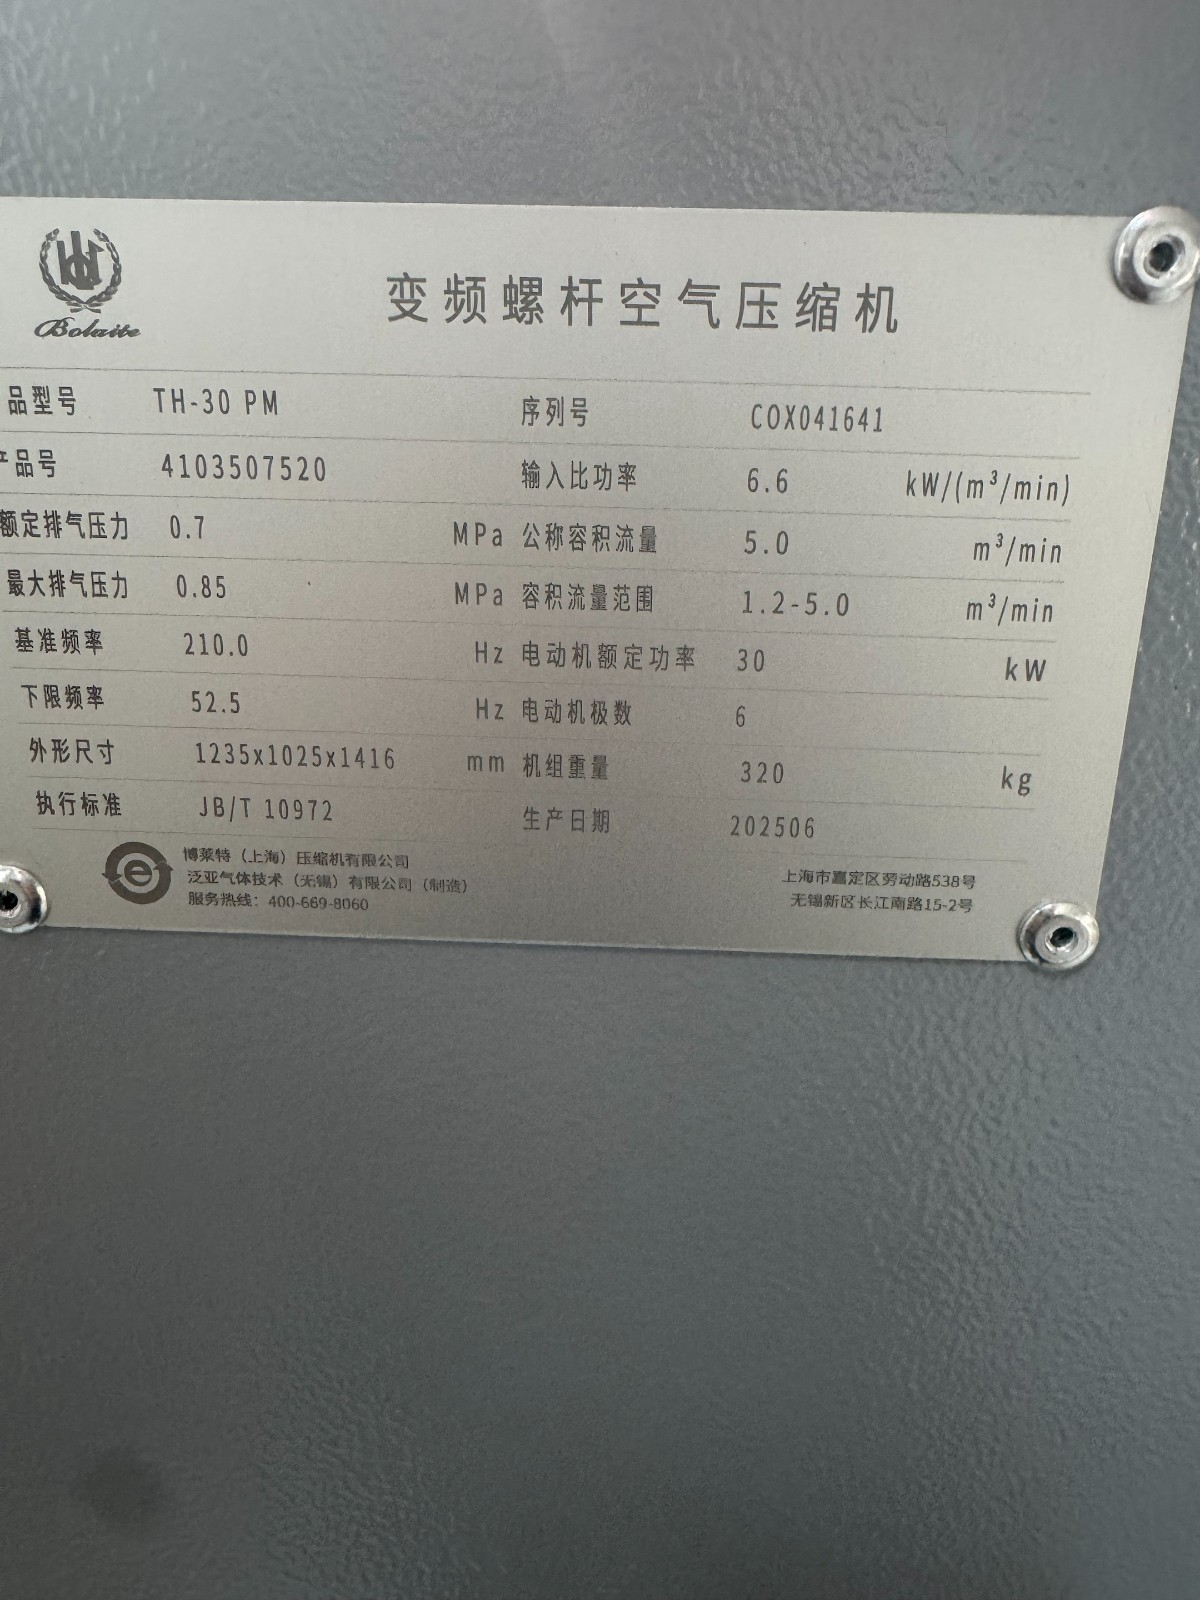 Bolaite
变频螺杆空气压缩机
品型号 TH-30 PM 序列号 COX041641
产品号 4103507520 输入比功率 6.6 kW/(m³/min)
额定排气压力 0.7 MPa 公称容积流量 5.0 m³/min
最大排气压力 0.85 MPa 容积流量范围 1.2-5.0 m³/min
基准频率 210.0 Hz 电动机额定功率 30 kW
下限频率 52.5 Hz 电动机极数 6
外形尺寸 1235x1025x1416 mm 机组重量 320 kg
执行标准 JB/T 10972 生产日期 202506
博莱特（上海）压缩机有限公司 上海市嘉定区劳动路538号
泛亚气体技术（无锡）有限公司（制造） 无锡新区长江南路15-2号
服务热线：400-669-8060